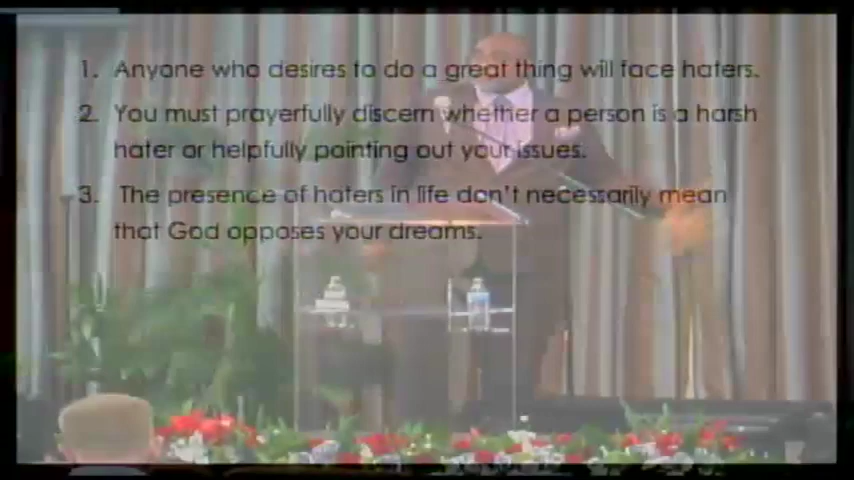 1. Anyone who desires to do a great thing will face haters.
2. You must prayerfully discern whether a person is a harsh
hater or helpfully pointing out your issues.
3. The presence of haters in life don't necessarily mean
that God opposes your dreams.